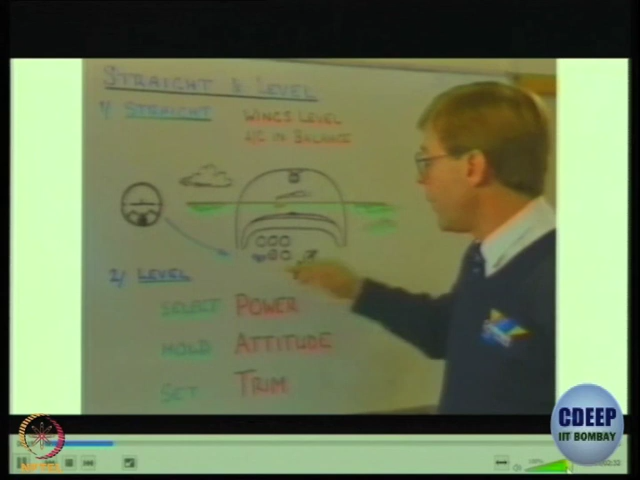 STRAIGHT & LEVEL
1/ STRAIGHT
WINGS LEVEL
A/C IN BALANCE
2/ LEVEL
SELECT POWER
HOLD ATTITUDE
SET TRIM
CDEEP
IIT BOMBAY
NPTEL